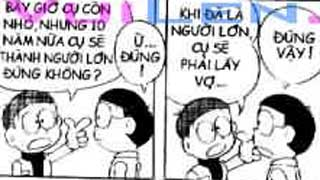 BÂY GIỜ CỤ CÒN
NHỎ, NHƯNG 10
NĂM NỮA CỤ SẼ
THÀNH NGƯỜI LỚN
ĐÚNG KHÔNG?
Ừ...
ĐÚNG!
KHI ĐÃ LÀ
NGƯỜI LỚN,
CỤ SẼ
PHẢI LẤY
VỢ...
ĐÚNG
VẬY!